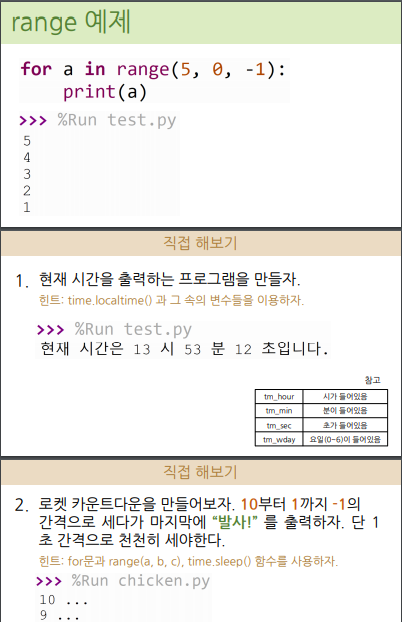 range 예제
for a in range(5, 0, -1):
    print(a)
>>> %Run test.py
5
4
3
2
1
직접 해보기
1. 현재 시간을 출력하는 프로그램을 만들자.
힌트: time.localtime() 과 그 속의 변수들을 이용하자.
>>> %Run test.py
현재 시간은 13 시 53 분 12 초입니다.
참고
tm_hour 시가 들어있음
tm_min 분이 들어있음
tm_sec 초가 들어있음
tm_wday 요일(0~6)이 들어있음
직접 해보기
2. 로켓 카운트다운을 만들어보자. 10부터 1까지 -1의
간격으로 세다가 마지막에 “발사!” 를 출력하자. 단 1
초 간격으로 천천히 세야한다.
힌트: for문과 range(a, b, c), time.sleep() 함수를 사용하자.
>>> %Run chicken.py
10 ...
9 ...